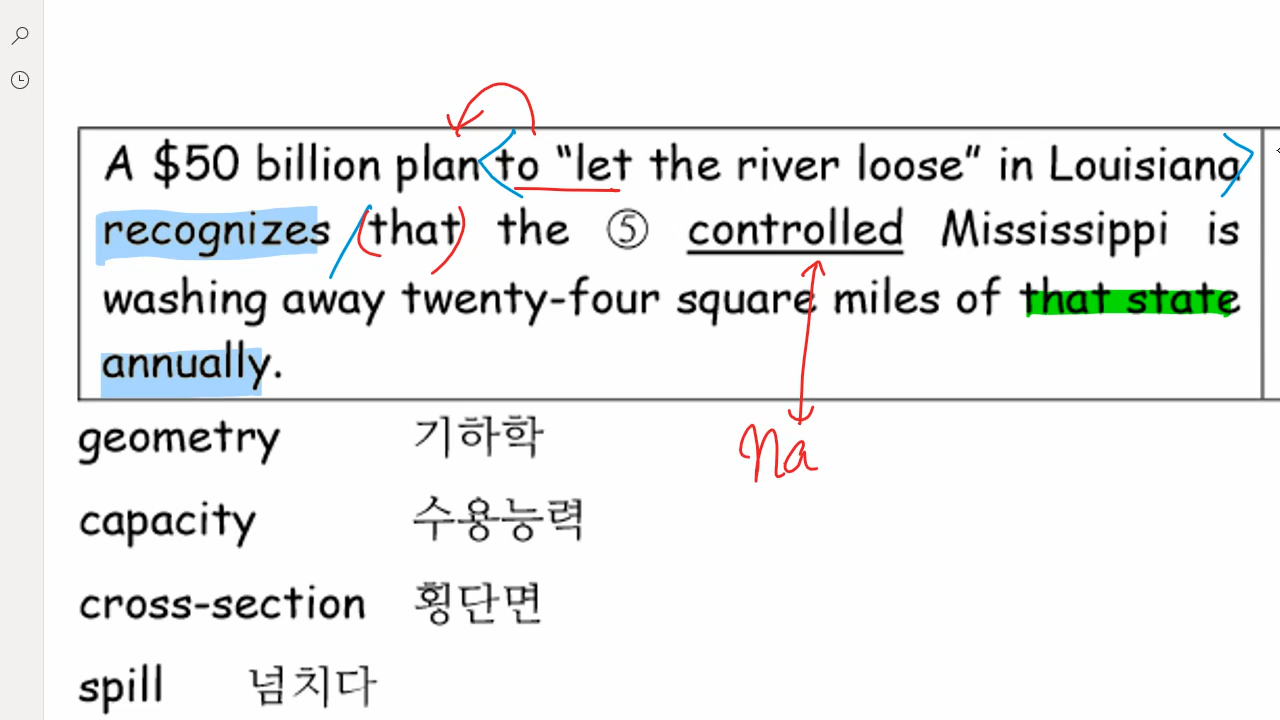 A $50 billion plan to “let the river loose” in Louisiana
recognizes (that) the ⑤ controlled Mississippi is
washing away twenty-four square miles of that state
annually.
Na
geometry 기하학
capacity 수용능력
cross-section 횡단면
spill 넘치다